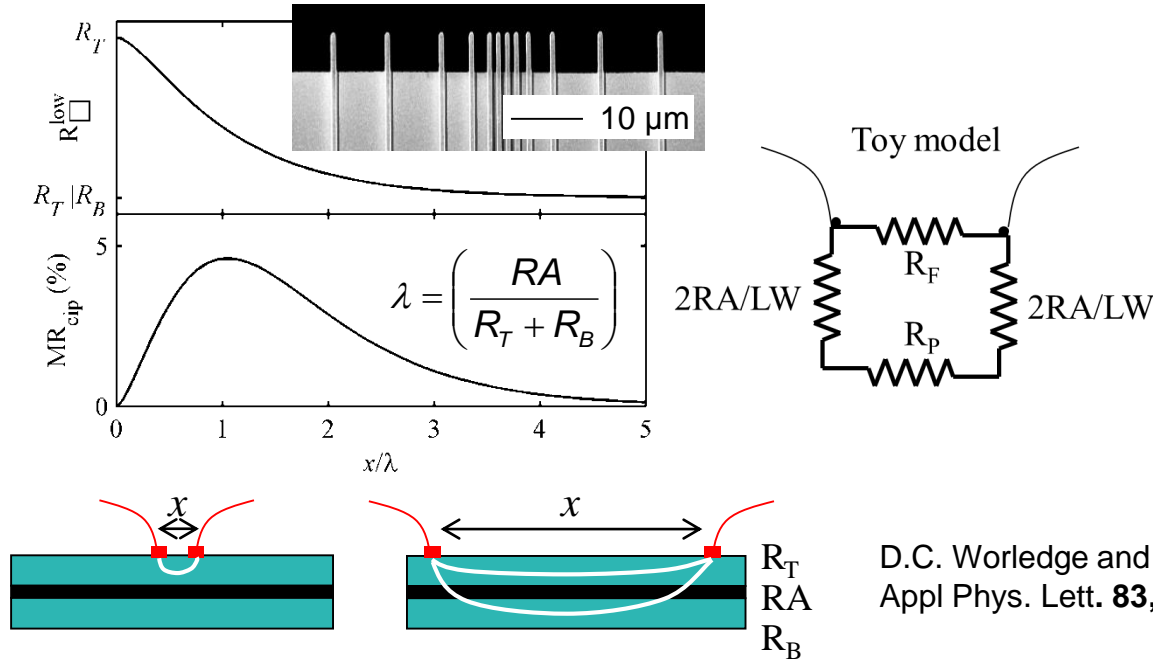 R_T
R□^low
R_T |R_B
10 µm
5
MR_cip (%)
0
λ = (RA / (R_T + R_B))
0 1 2 3 4 5
x/λ
Toy model
R_F
2RA/LW
2RA/LW
R_P
x
x
R_T
RA
R_B
D.C. Worledge and
Appl Phys. Lett. 83,